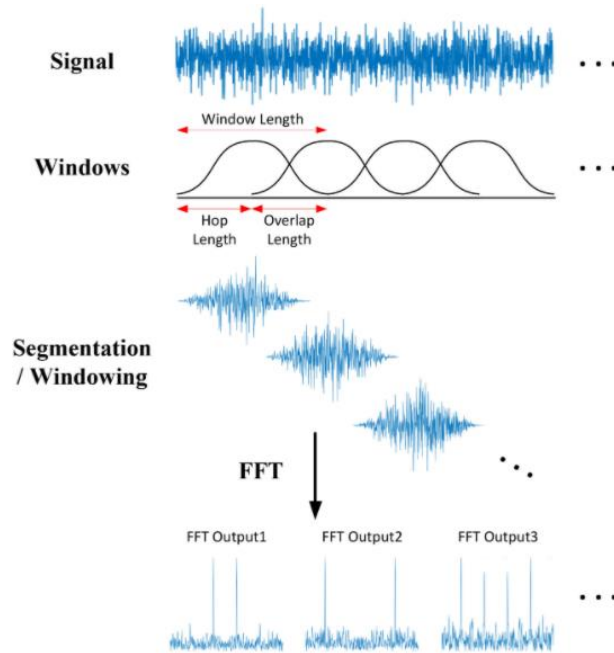 Signal
Window Length
Windows
Hop
Length
Overlap
Length
Segmentation
/ Windowing
FFT
FFT Output1
FFT Output2
FFT Output3